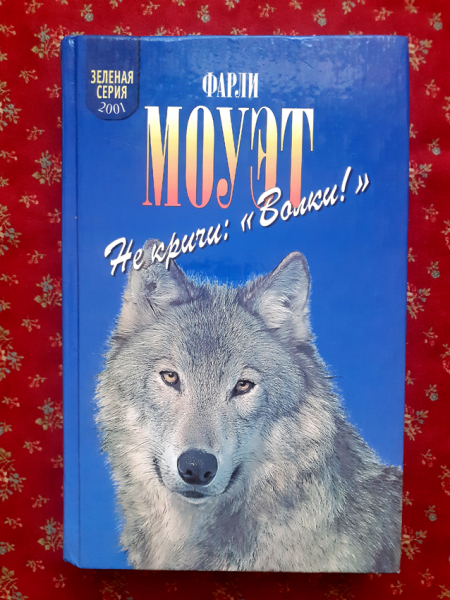 ЗЕЛЕНАЯ
СЕРИЯ
2001
ФАРЛИ
МОУЭТ
Не кричи: «Волки!»